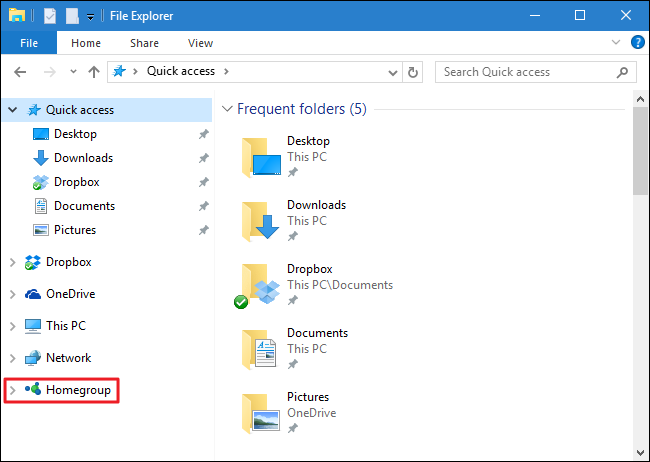 File Explorer
File Home Share View
Quick access
Search Quick access
Quick access
Desktop
Downloads
Dropbox
Documents
Pictures
Dropbox
OneDrive
This PC
Network
Homegroup
Frequent folders (5)
Desktop
This PC
Downloads
This PC
Dropbox
This PC\Documents
Documents
This PC
Pictures
OneDrive